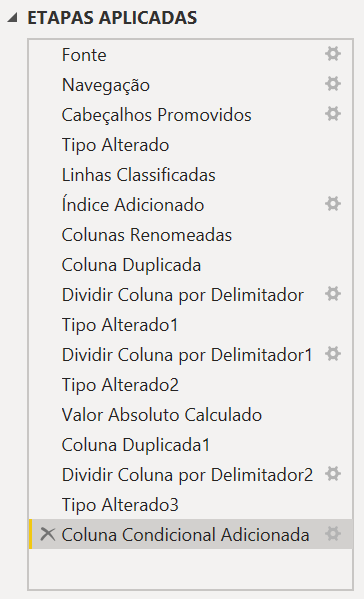 ETAPAS APLICADAS
Fonte
Navegação
Cabeçalhos Promovidos
Tipo Alterado
Linhas Classificadas
Índice Adicionado
Colunas Renomeadas
Coluna Duplicada
Dividir Coluna por Delimitador
Tipo Alterado1
Dividir Coluna por Delimitador1
Tipo Alterado2
Valor Absoluto Calculado
Coluna Duplicada1
Dividir Coluna por Delimitador2
Tipo Alterado3
Coluna Condicional Adicionada